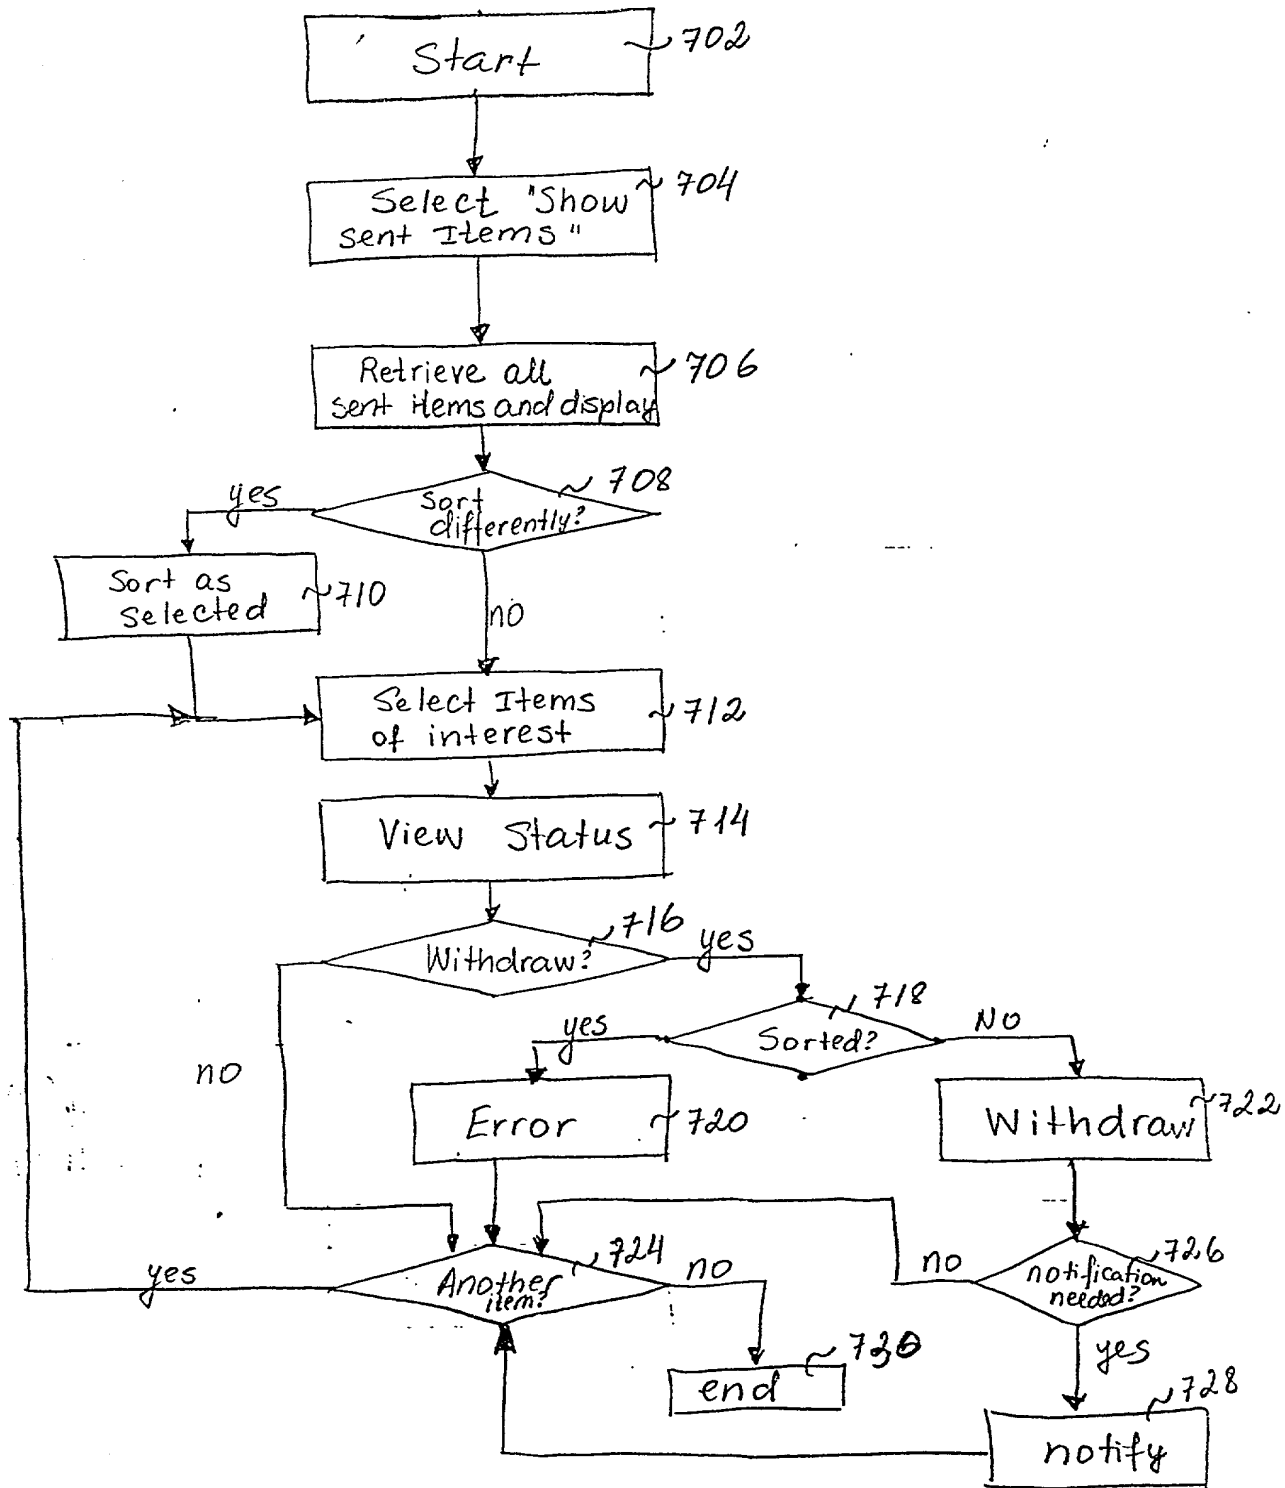 Start
702
Select "Show
sent Items"
704
Retrieve all
sent items and display
706
Sort
differently?
708
yes
no
Sort as
selected
710
Select Items
of interest
712
View Status
714
Withdraw?
716
yes
no
Sorted?
718
yes
NO
Error
720
Withdraw
722
Another
item?
724
yes
no
notification
needed?
726
no
yes
end
730
notify
728